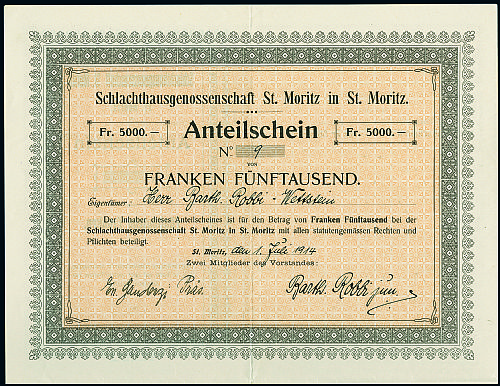 Schlachthausgenossenschaft St. Moritz in St. Moritz.
Fr. 5000.— Anteilschein Fr. 5000.—
No 9
von
FRANKEN FÜNFTAUSEND.
Eigentümer: Herr Barth. Robbi - Wettstein
Der Inhaber dieses Anteilscheines ist für den Betrag von Franken Fünftausend bei der
Schlachthausgenossenschaft St. Moritz in St. Moritz mit allen statutengemässen Rechten und
Pflichten beteiligt.
St. Moritz, den 1. Juli 1914
Zwei Mitglieder des Vorstandes:
Präs. Barth. Robbi jun.